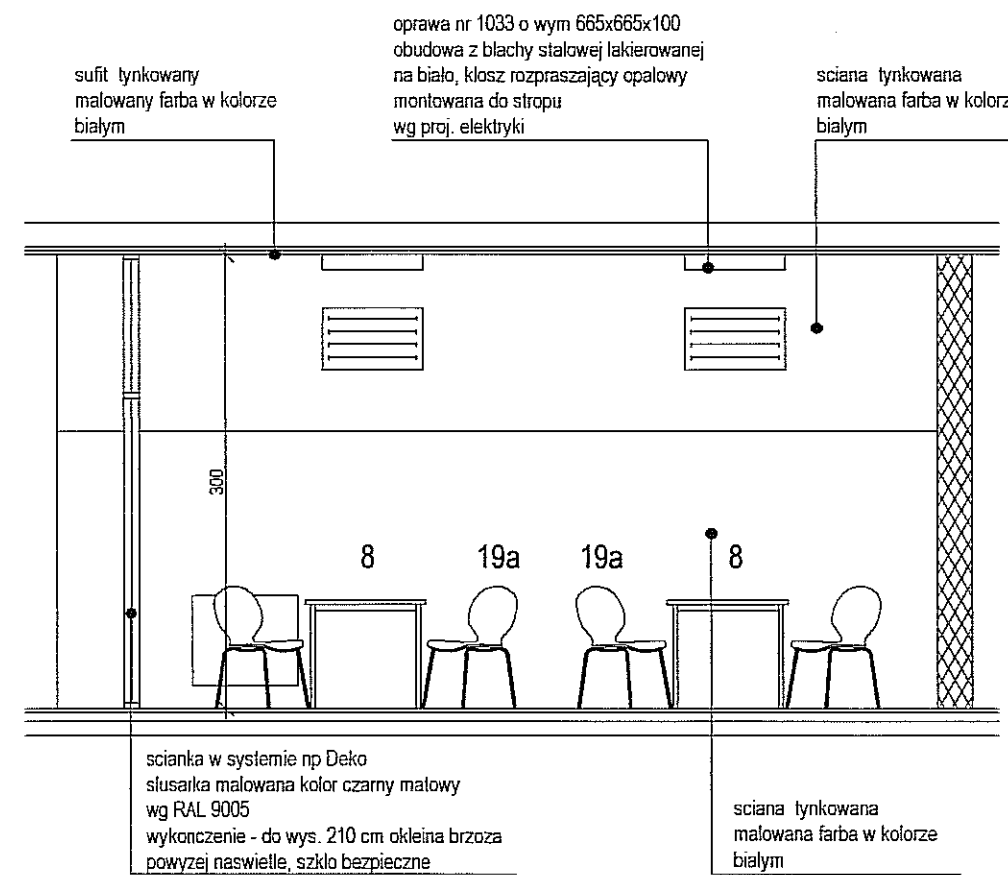 oprawa nr 1033 o wym 665x665x100
obudowa z blachy stalowej lakierowanej
na biało, klosz rozpraszający opalowy
montowana do stropu
wg proj. elektryki
sufit tynkowany
malowany farba w kolorze
białym
sciana tynkowana
malowana farba w kolorz
białym
300
8
19a
19a
8
scianka w systemie np Deko
slusarka malowana kolor czarny matowy
wg RAL 9005
wykonczenie - do wys. 210 cm okleina brzoza
powyzej naswietle, szklo bezpieczne
sciana tynkowana
malowana farba w kolorze
białym